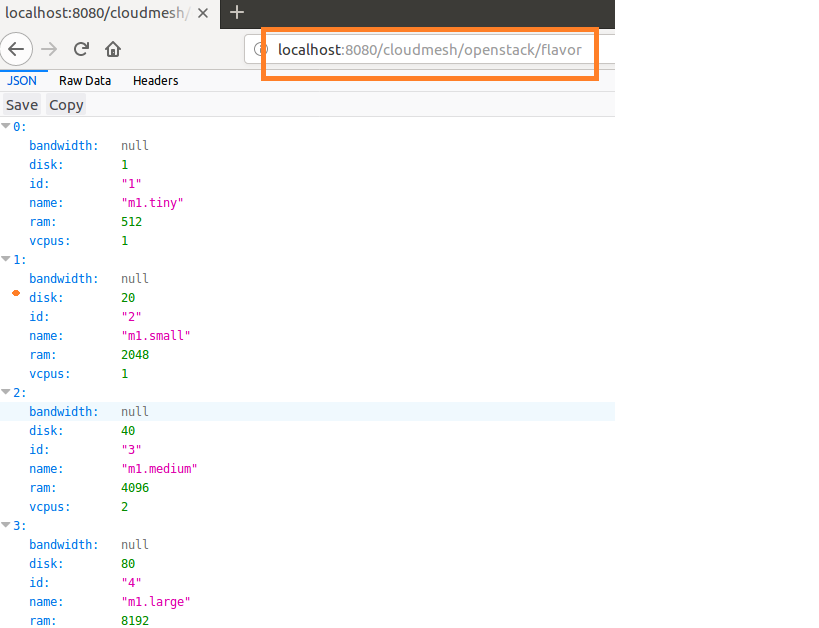 localhost:8080/cloudmesh/
localhost:8080/cloudmesh/openstack/flavor
JSON Raw Data Headers
Save Copy
0:
bandwidth: null
disk: 1
id: "1"
name: "m1.tiny"
ram: 512
vcpus: 1
1:
bandwidth: null
disk: 20
id: "2"
name: "m1.small"
ram: 2048
vcpus: 1
2:
bandwidth: null
disk: 40
id: "3"
name: "m1.medium"
ram: 4096
vcpus: 2
3:
bandwidth: null
disk: 80
id: "4"
name: "m1.large"
ram: 8192